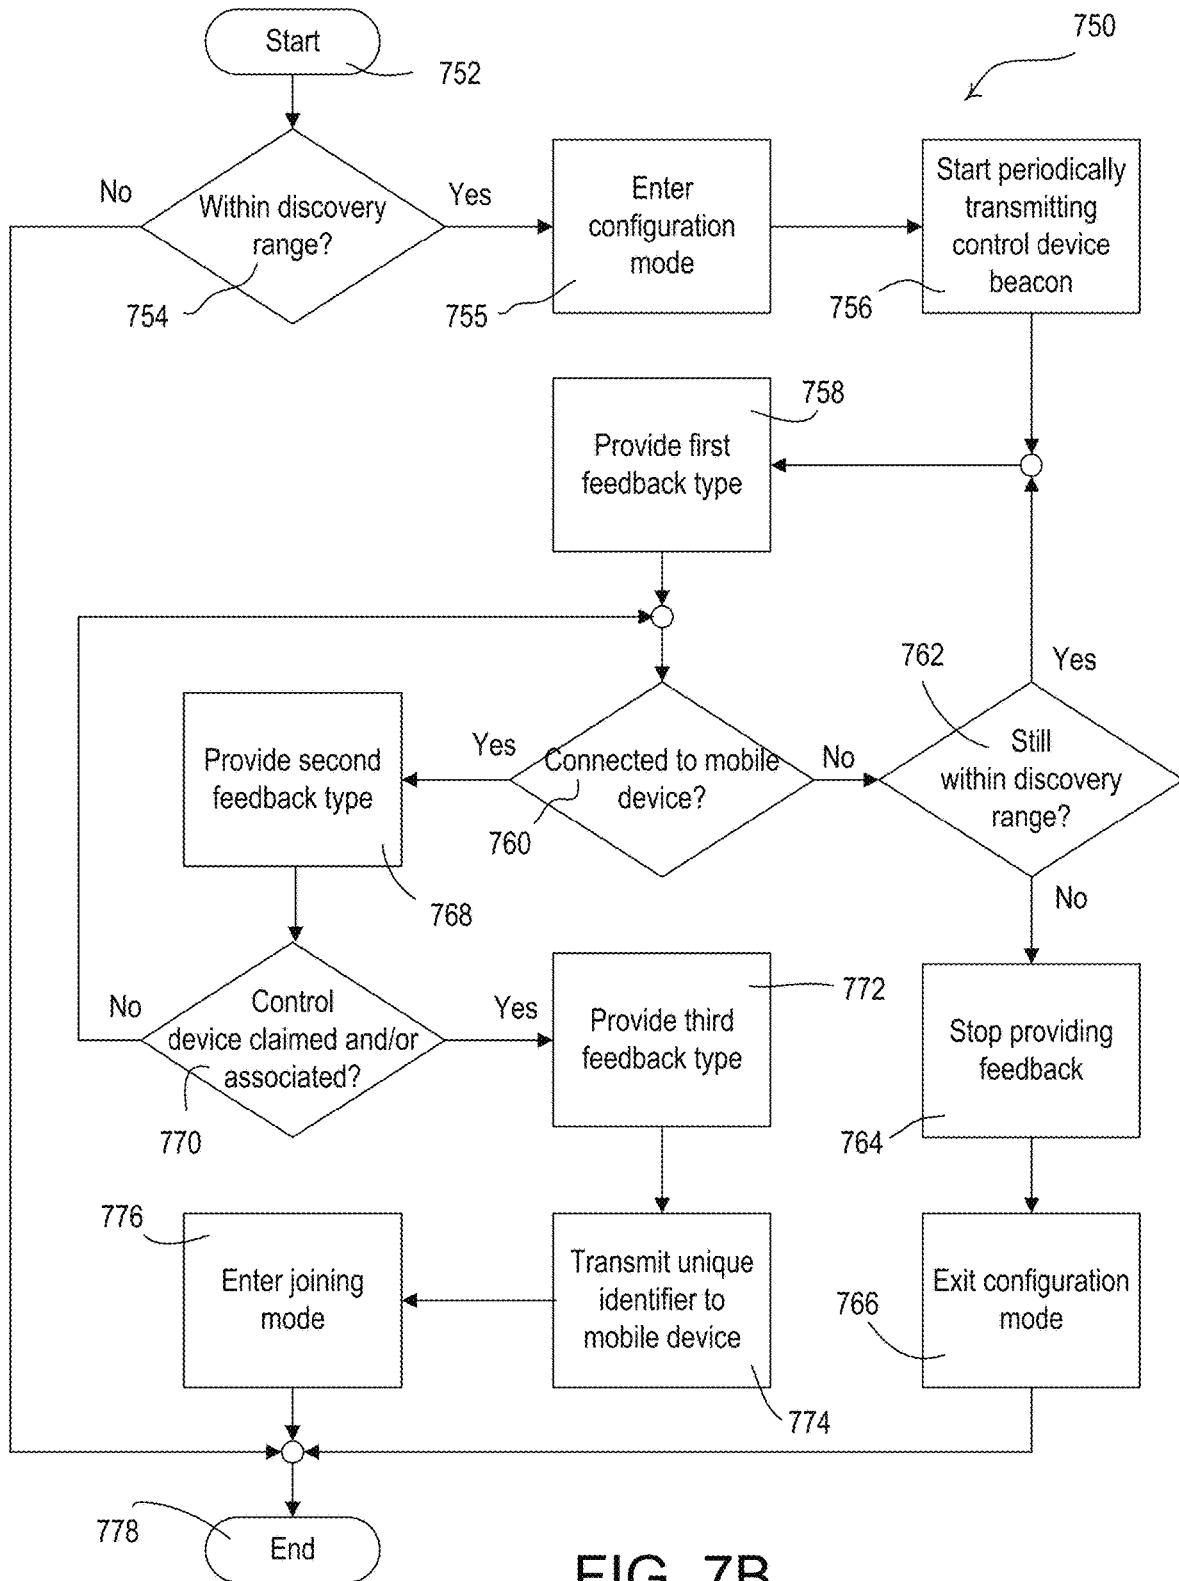 Start
752
750
No
Within discovery
range?
Yes
754
Enter
configuration
mode
755
Start periodically
transmitting
control device
beacon
756
758
Provide first
feedback type
762
Yes
Still
within discovery
range?
No
Yes
Connected to mobile
device?
No
760
Provide second
feedback type
768
No
Control
device claimed and/or
associated?
Yes
770
772
Provide third
feedback type
Stop providing
feedback
764
776
Enter joining
mode
Transmit unique
identifier to
mobile device
774
Exit configuration
mode
766
778
End
FIG. 7B